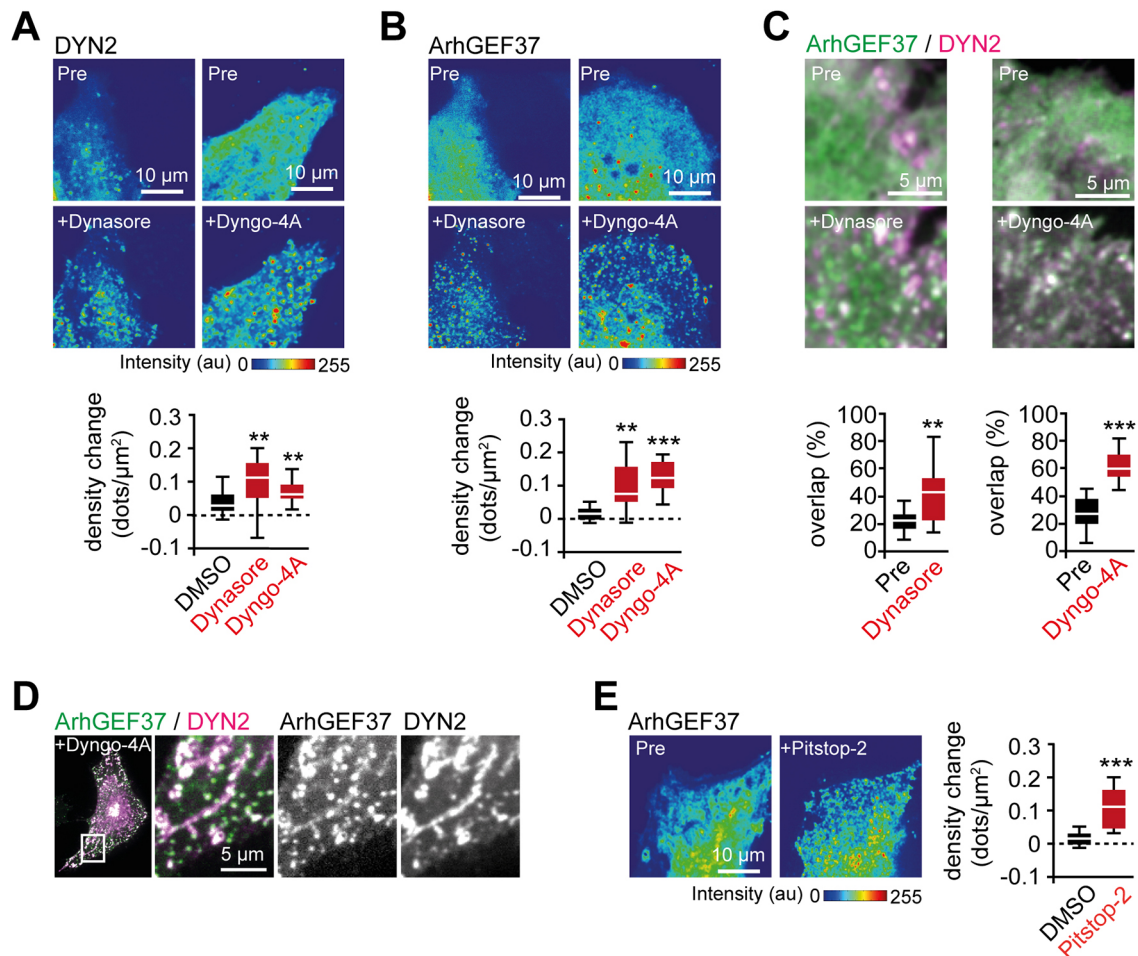 A
DYN2
Pre
Pre
10 µm
10 µm
+Dynasore
+Dyngo-4A
Intensity (au) 0 255
density change
(dots/µm²)
0.3
0.2
0.1
0
-0.1
**
**
DMSO
Dynasore
Dyngo-4A
B
ArhGEF37
Pre
Pre
10 µm
10 µm
+Dynasore
+Dyngo-4A
Intensity (au) 0 255
density change
(dots/µm²)
0.3
0.2
0.1
0
-0.1
**
***
DMSO
Dynasore
Dyngo-4A
C
ArhGEF37 / DYN2
Pre
Pre
5 µm
5 µm
+Dynasore
+Dyngo-4A
overlap (%)
100
80
60
40
20
0
**
Pre
Dynasore
overlap (%)
100
80
60
40
20
0
***
Pre
Dyngo-4A
D
ArhGEF37 / DYN2
ArhGEF37
DYN2
+Dyngo-4A
5 µm
E
ArhGEF37
Pre
+Pitstop-2
10 µm
Intensity (au) 0 255
density change
(dots/µm²)
0.3
0.2
0.1
0
-0.1
***
DMSO
Pitstop-2